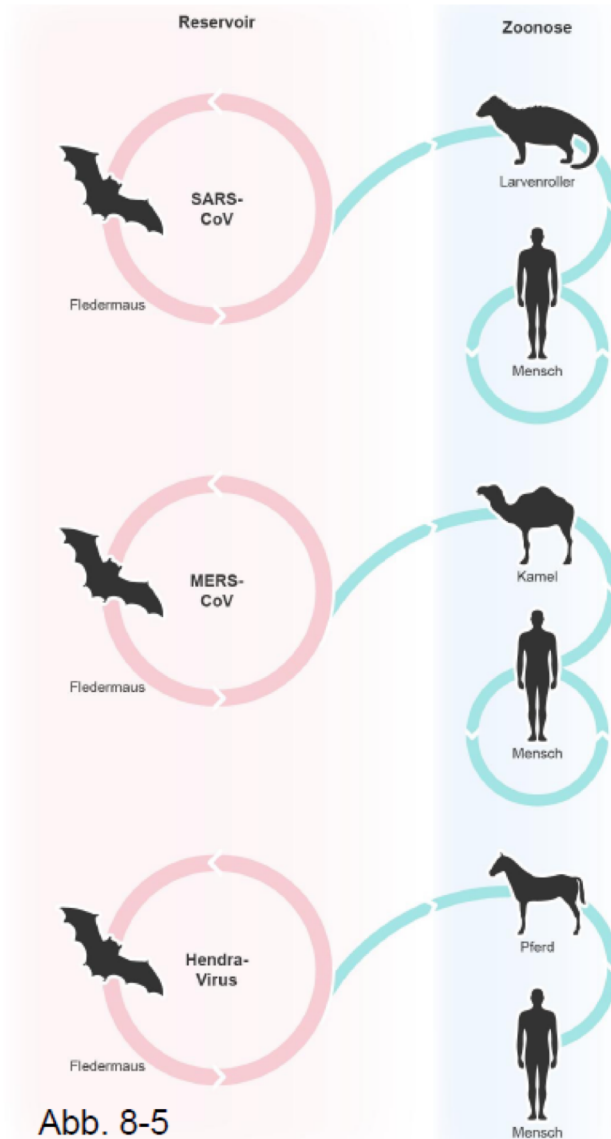 Reservoir
Zoonose
SARS-
CoV
Larvenroller
Fledermaus
Mensch
MERS-
CoV
Kamel
Fledermaus
Mensch
Hendra-
Virus
Pferd
Fledermaus
Mensch
Abb. 8-5